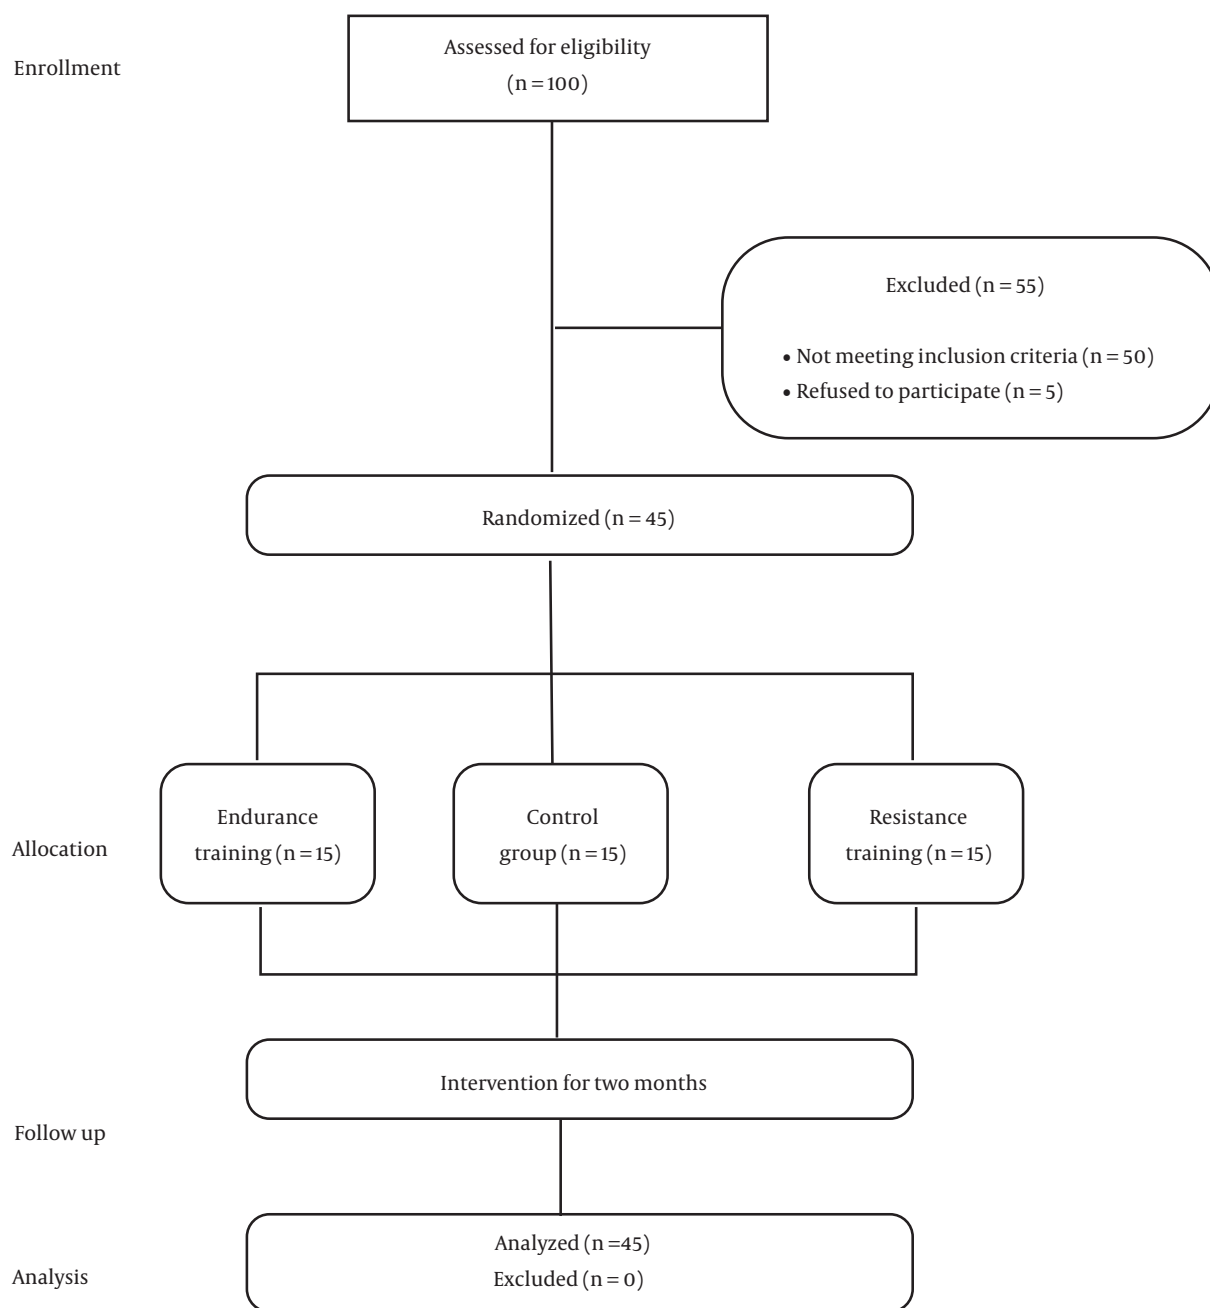 Enrollment
Assessed for eligibility
(n = 100)
Excluded (n = 55)
• Not meeting inclusion criteria (n = 50)
• Refused to participate (n = 5)
Randomized (n = 45)
Allocation
Endurance
training (n = 15)
Control
group (n = 15)
Resistance
training (n = 15)
Intervention for two months
Follow up
Analyzed (n =45)
Excluded (n = 0)
Analysis